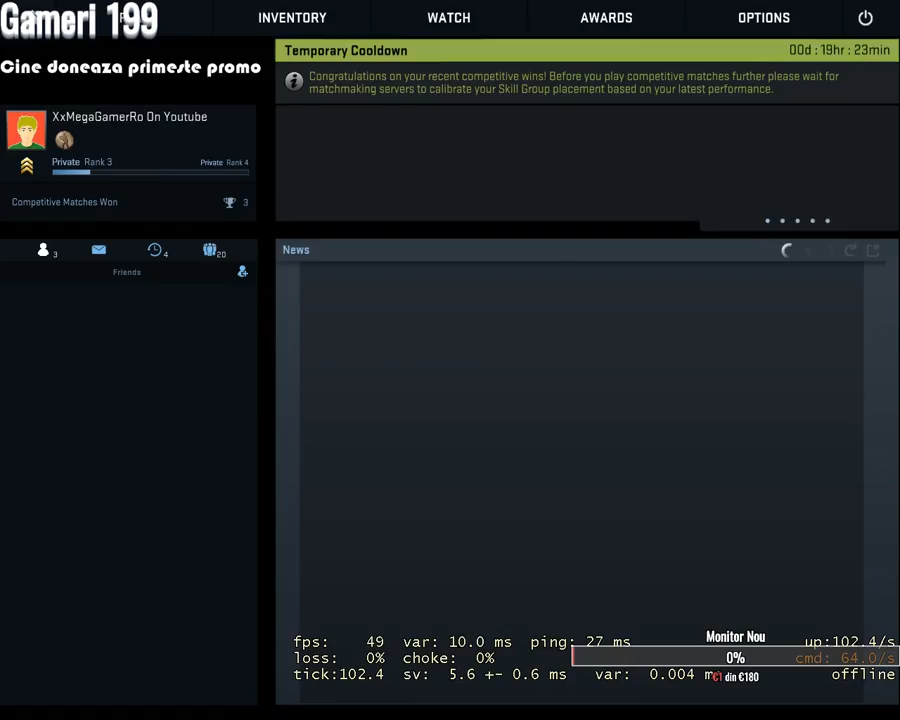 Gameri 199
INVENTORY
WATCH
AWARDS
OPTIONS
Cine doneaza primeste promo
Temporary Cooldown
00d : 19hr : 23min
Congratulations on your recent competitive wins! Before you play competitive matches further please wait for
matchmaking servers to calibrate your Skill Group placement based on your latest performance.
XxMegaGamerRo On Youtube
Private Rank 3
Private Rank 4
Competitive Matches Won
3
3
4
20
Friends
News
fps: 49 var: 10.0 ms ping: 27 ms
up:102.4/s
loss: 0% choke: 0%
cmd: 64.0/s
tick:102.4 sv: 5.6 +- 0.6 ms var: 0.004
offline
Monitor Nou
0%
€1 din €180